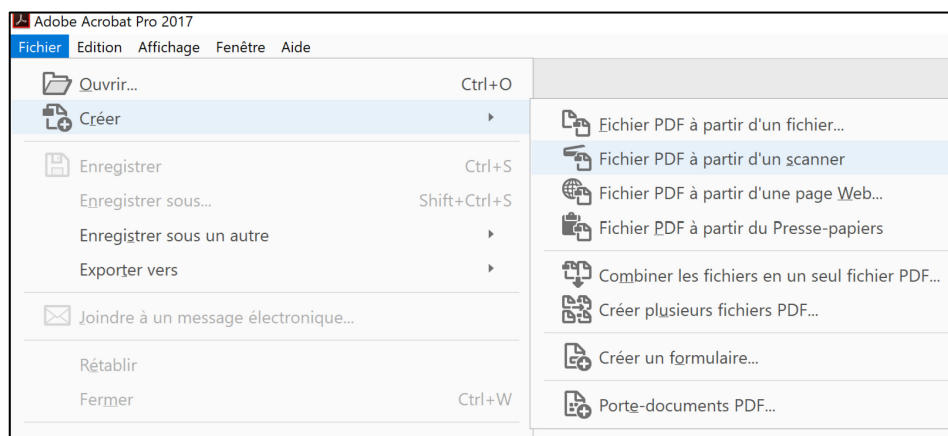 Adobe Acrobat Pro 2017
Fichier Edition Affichage Fenêtre Aide
Ouvrir... Ctrl+O
Créer
Enregistrer Ctrl+S
Enregistrer sous... Shift+Ctrl+S
Enregistrer sous un autre
Exporter vers
Joindre à un message électronique...
Rétablir
Fermer Ctrl+W
Fichier PDF à partir d'un fichier...
Fichier PDF à partir d'un scanner
Fichier PDF à partir d'une page Web...
Fichier PDF à partir du Presse-papiers
Combiner les fichiers en un seul fichier PDF...
Créer plusieurs fichiers PDF...
Créer un formulaire...
Porte-documents PDF...